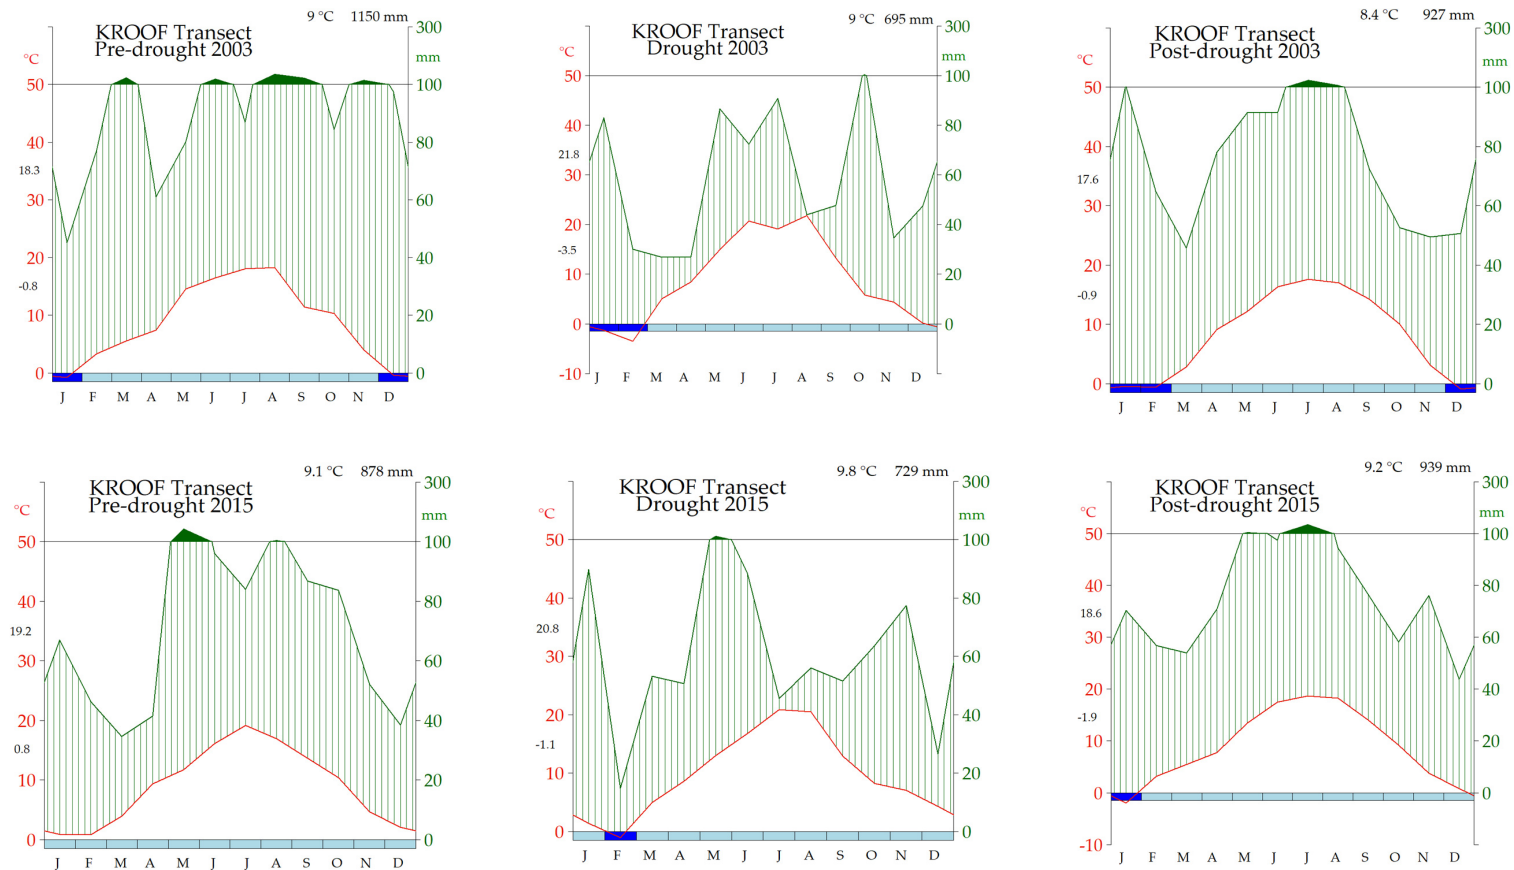 9 °C 1150 mm
KROOF Transect
Pre-drought 2003
°C
300
mm
50
100
40
80
18.3
30
60
20
40
-0.8
10
20
0
0
J F M A M J J A S O N D
9 °C 695 mm
KROOF Transect
Drought 2003
°C
300
mm
50
100
40
80
21.8
30
60
20
40
-3.5
10
20
0
0
-10
J F M A M J J A S O N D
8.4 °C 927 mm
KROOF Transect
Post-drought 2003
°C
300
mm
50
100
40
80
17.6
30
60
20
40
-0.9
10
20
0
0
J F M A M J J A S O N D
9.1 °C 878 mm
KROOF Transect
Pre-drought 2015
°C
300
mm
50
100
40
80
19.2
30
60
20
40
0.8
10
20
0
0
J F M A M J J A S O N D
9.8 °C 729 mm
KROOF Transect
Drought 2015
°C
300
mm
50
100
40
80
20.8
30
60
20
40
-1.1
10
20
0
0
J F M A M J J A S O N D
9.2 °C 939 mm
KROOF Transect
Post-drought 2015
°C
300
mm
50
100
40
80
18.6
30
60
20
40
-1.9
10
20
0
0
-10
J F M A M J J A S O N D